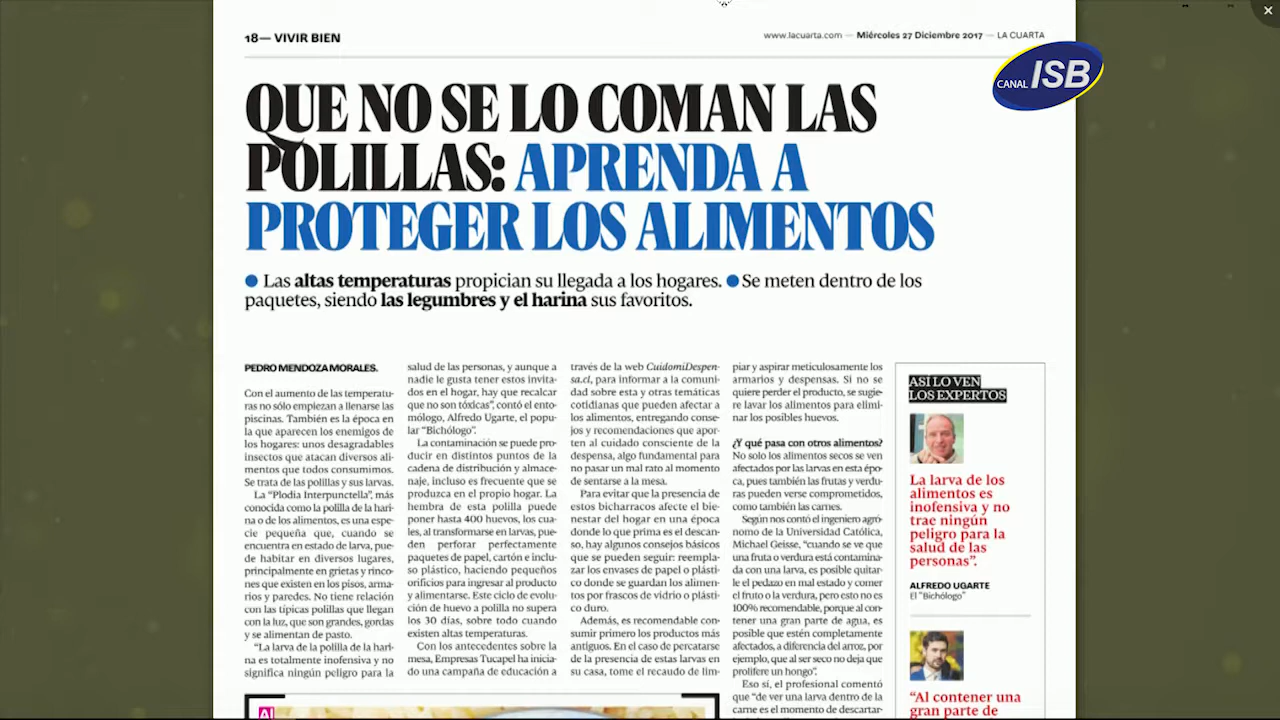 18— VIVIR BIEN
www.lacuarta.com — Miércoles 27 Diciembre 2017 — LA CUARTA
CANAL ISB
QUE NO SE LO COMAN LAS
POLILLAS: APRENDA A
PROTEGER LOS ALIMENTOS
● Las altas temperaturas propician su llegada a los hogares. ● Se meten dentro de los
paquetes, siendo las legumbres y el harina sus favoritos.
PEDRO MENDOZA MORALES.
Con el aumento de las temperatu-
ras no sólo empiezan a llenarse las
piscinas. También es la época en
la que aparecen los enemigos de
los hogares: unos desagradables
insectos que atacan diversos ali-
mentos que todos consumimos.
Se trata de las polillas y sus larvas.
La “Plodia Interpunctella”, más
conocida como la polilla de la hari-
na o de los alimentos, es una espe-
cie pequeña que, cuando se
encuentra en estado de larva, pue-
de habitar en diversos lugares,
principalmente en grietas y rinco-
nes que existen en los pisos, arma-
rios y paredes. No tiene relación
con las típicas polillas que llegan
con la luz, que son grandes, gordas
y se alimentan de pasto.
“La larva de la polilla de la hari-
na es totalmente inofensiva y no
significa ningún peligro para la
salud de las personas, y aunque a
nadie le gusta tener estos invita-
dos en el hogar, hay que recalcar
que no son tóxicas”, contó el ento-
mólogo, Alfredo Ugarte, el popu-
lar “Bichólogo”.
La contaminación se puede pro-
ducir en distintos puntos de la
cadena de distribución y almace-
naje, incluso es frecuente que se
produzca en el propio hogar. La
hembra de esta polilla puede
poner hasta 400 huevos, los cua-
les, al transformarse en larvas, pue-
den perforar perfectamente
paquetes de papel, cartón e inclu-
so plástico, haciendo pequeños
orificios para ingresar al producto
y alimentarse. Este ciclo de evolu-
ción de huevo a polilla no supera
los 30 días, sobre todo cuando
existen altas temperaturas.
Con los antecedentes sobre la
mesa, Empresas Tucapel ha inicia-
do una campaña de educación a
través de la web CuidomiDespen-
sa.cl, para informar a la comuni-
dad sobre esta y otras temáticas
cotidianas que pueden afectar a
los alimentos, entregando conse-
jos y recomendaciones que apor-
ten al cuidado consciente de la
despensa, algo fundamental para
no pasar un mal rato al momento
de sentarse a la mesa.
Para evitar que la presencia de
estos bicharracos afecte el bie-
nestar del hogar en una época
donde lo que prima es el descan-
so, hay algunos consejos básicos
que se pueden seguir: reempla-
zar los envases de papel o plásti-
co donde se guardan los alimen-
tos por frascos de vidrio o plásti-
co duro.
Además, es recomendable con-
sumir primero los productos más
antiguos. En el caso de percatarse
de la presencia de estas larvas en
su casa, tome el recaudo de lim-
piar y aspirar meticulosamente los
armarios y despensas. Si no se
quiere perder el producto, se sugie-
re lavar los alimentos para elimi-
nar los posibles huevos.
¿Y qué pasa con otros alimentos?
No solo los alimentos secos se ven
afectados por las larvas en esta épo-
ca, pues también las frutas y verdu-
ras pueden verse comprometidos,
como también las carnes.
Según nos contó el ingeniero agró-
nomo de la Universidad Católica,
Michael Geisse, “cuando se ve que
una fruta o verdura está contamina-
da con una larva, es posible quitar-
le el pedazo en mal estado y comer
el fruto o la verdura, pero esto no es
100% recomendable, porque al con-
tener una gran parte de agua, es
posible que estén completamente
afectados, a diferencia del arroz, por
ejemplo, que al ser seco no deja que
prolifere un hongo”.
Eso sí, el profesional comentó
que “de ver una larva dentro de la
carne es el momento de descartar-
ASÍ LO VEN
LOS EXPERTOS
La larva de los
alimentos es
inofensiva y no
trae ningún
peligro para la
salud de las
personas”.
ALFREDO UGARTE
El “Bichólogo”
“Al contener una
gran parte de